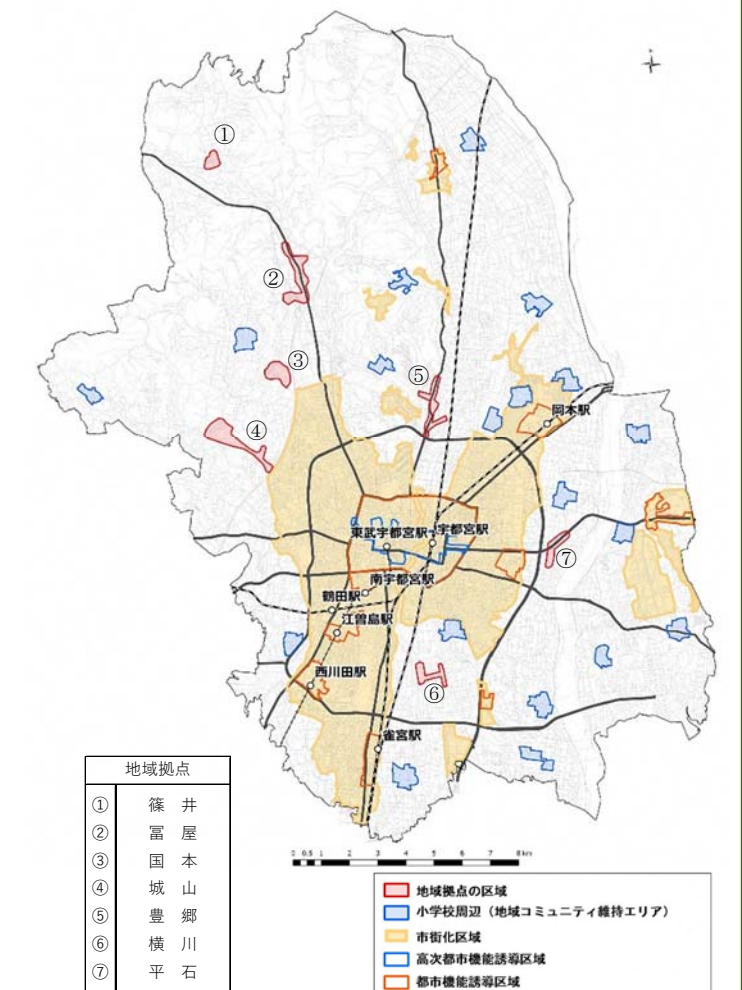 ①
②
③
④
⑤
岡本駅
東武宇都宮駅
宇都宮駅
⑦
南宇都宮駅
鶴田駅
江曽島駅
西川田駅
⑥
雀宮駅
地域拠点
① 篠 井
② 冨 屋
③ 国 本
④ 城 山
⑤ 豊 郷
⑥ 横 川
⑦ 平 石
0 0.5 1 2 3 4 5 6 7 8km
地域拠点の区域
小学校周辺（地域コミュニティ維持エリア）
市街化区域
高次都市機能誘導区域
都市機能誘導区域